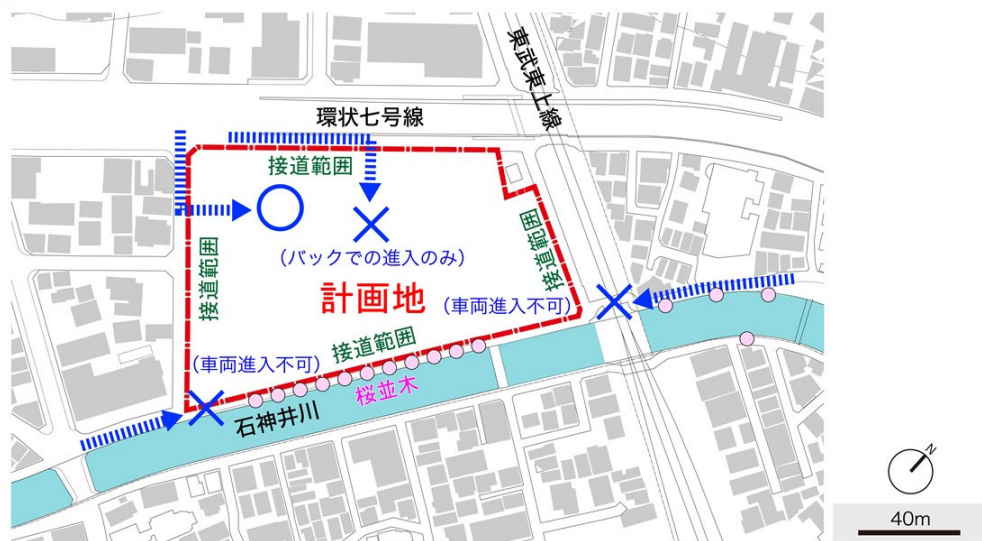 東武東上線
環状七号線
接道範囲
(バックでの進入のみ)
接道範囲
接道範囲
計画地
(車両進入不可)
接道範囲
(車両進入不可)
桜並木
石神井川
N
40m